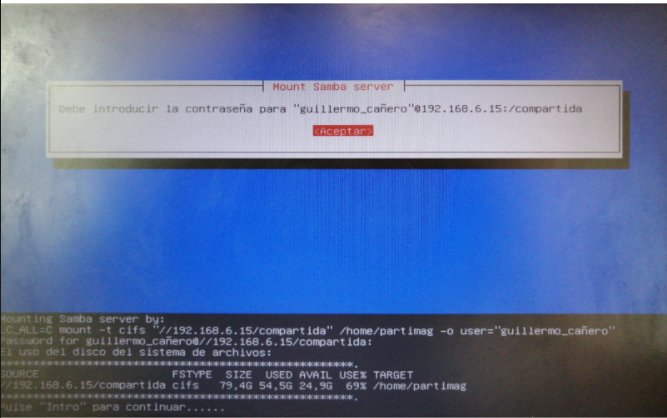 Mount Samba server
Debe introducir la contraseña para "guillermo_cañero"@192.168.6.15:/compartida
<Aceptar>
Mounting Samba server by:
LC_ALL=C mount -t cifs "//192.168.6.15/compartida" /home/partimag -o user="guillermo_cañero"
Password for guillermo_cañero@//192.168.6.15/compartida:
El uso del disco del sistema de archivos:
*****************************************************.
SOURCE FSTYPE SIZE USED AVAIL USE% TARGET
//192.168.6.15/compartida cifs 79,4G 54,5G 24,9G 69% /home/partimag
*****************************************************.
Pulse "Intro" para continuar......